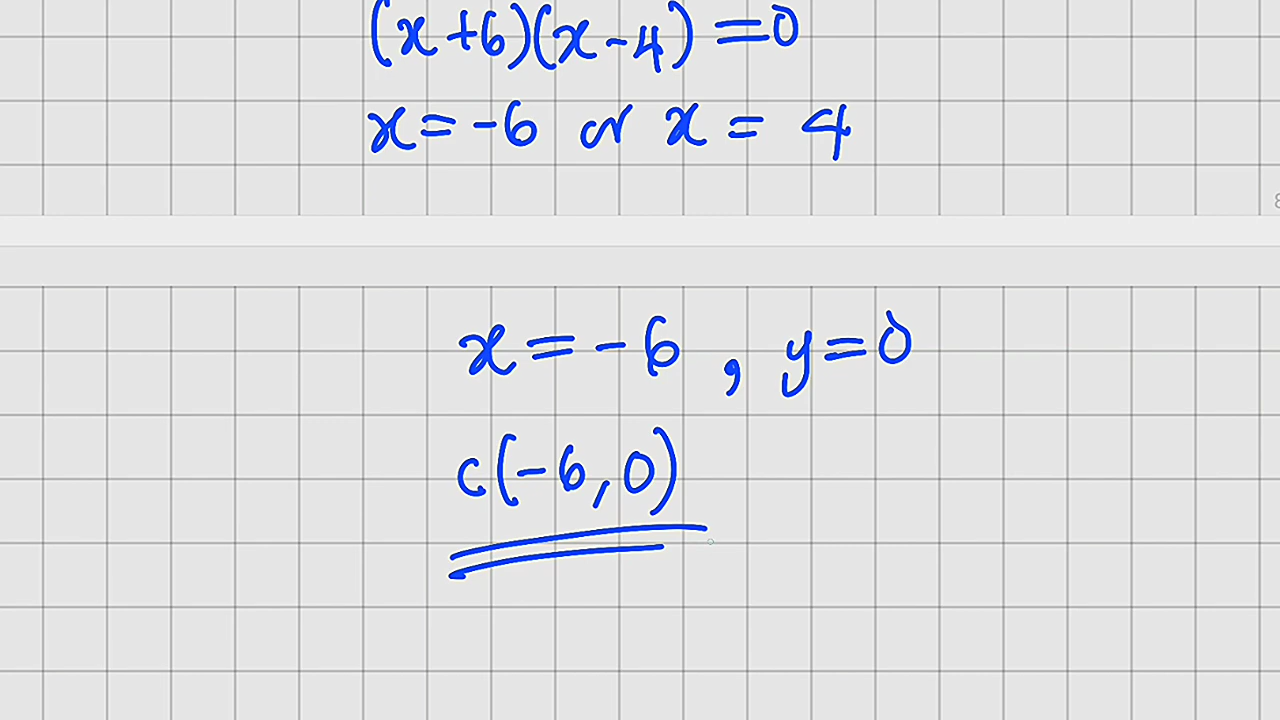 (x+6)(x-4) =0
x=-6 or x = 4
x = -6 , y=0
c(-6,0)